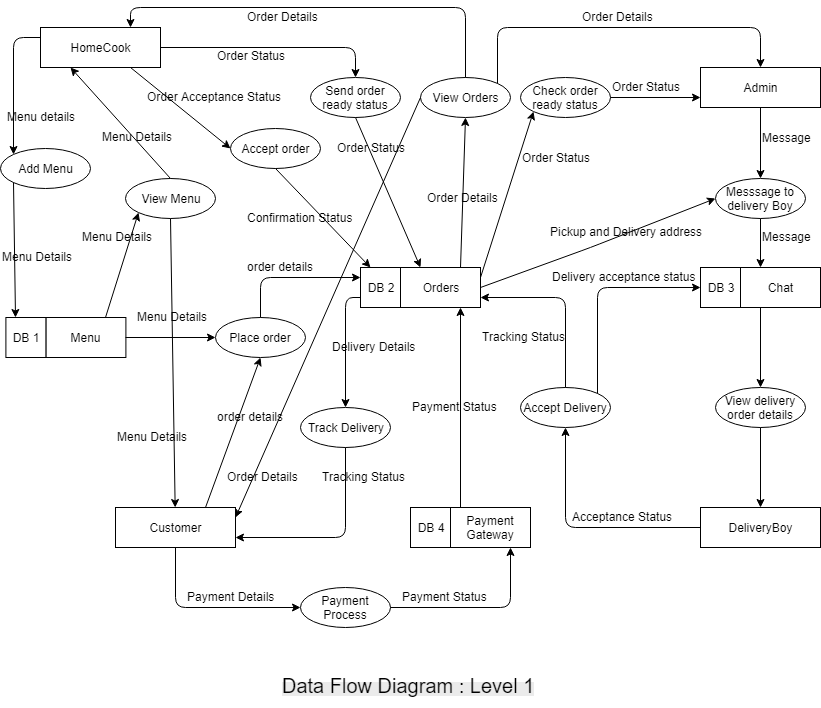 Order Details
Order Details
HomeCook
Order Status
Send order
ready status
View Orders
Check order
ready status
Order Status
Admin
Order Acceptance Status
Menu details
Menu Details
Accept order
Order Status
Order Status
Message
Add Menu
View Menu
Order Details
Messsage to
delivery Boy
Confirmation Status
Menu Details
Pickup and Delivery address
Message
Menu Details
order details
Delivery acceptance status
DB 2
Orders
DB 3
Chat
Menu Details
DB 1
Menu
Place order
Delivery Details
Tracking Status
order details
Track Delivery
Payment Status
Accept Delivery
View delivery
order details
Menu Details
Order Details
Tracking Status
Customer
DB 4
Payment
Gateway
Acceptance Status
DeliveryBoy
Payment Details
Payment
Process
Payment Status
Data Flow Diagram : Level 1